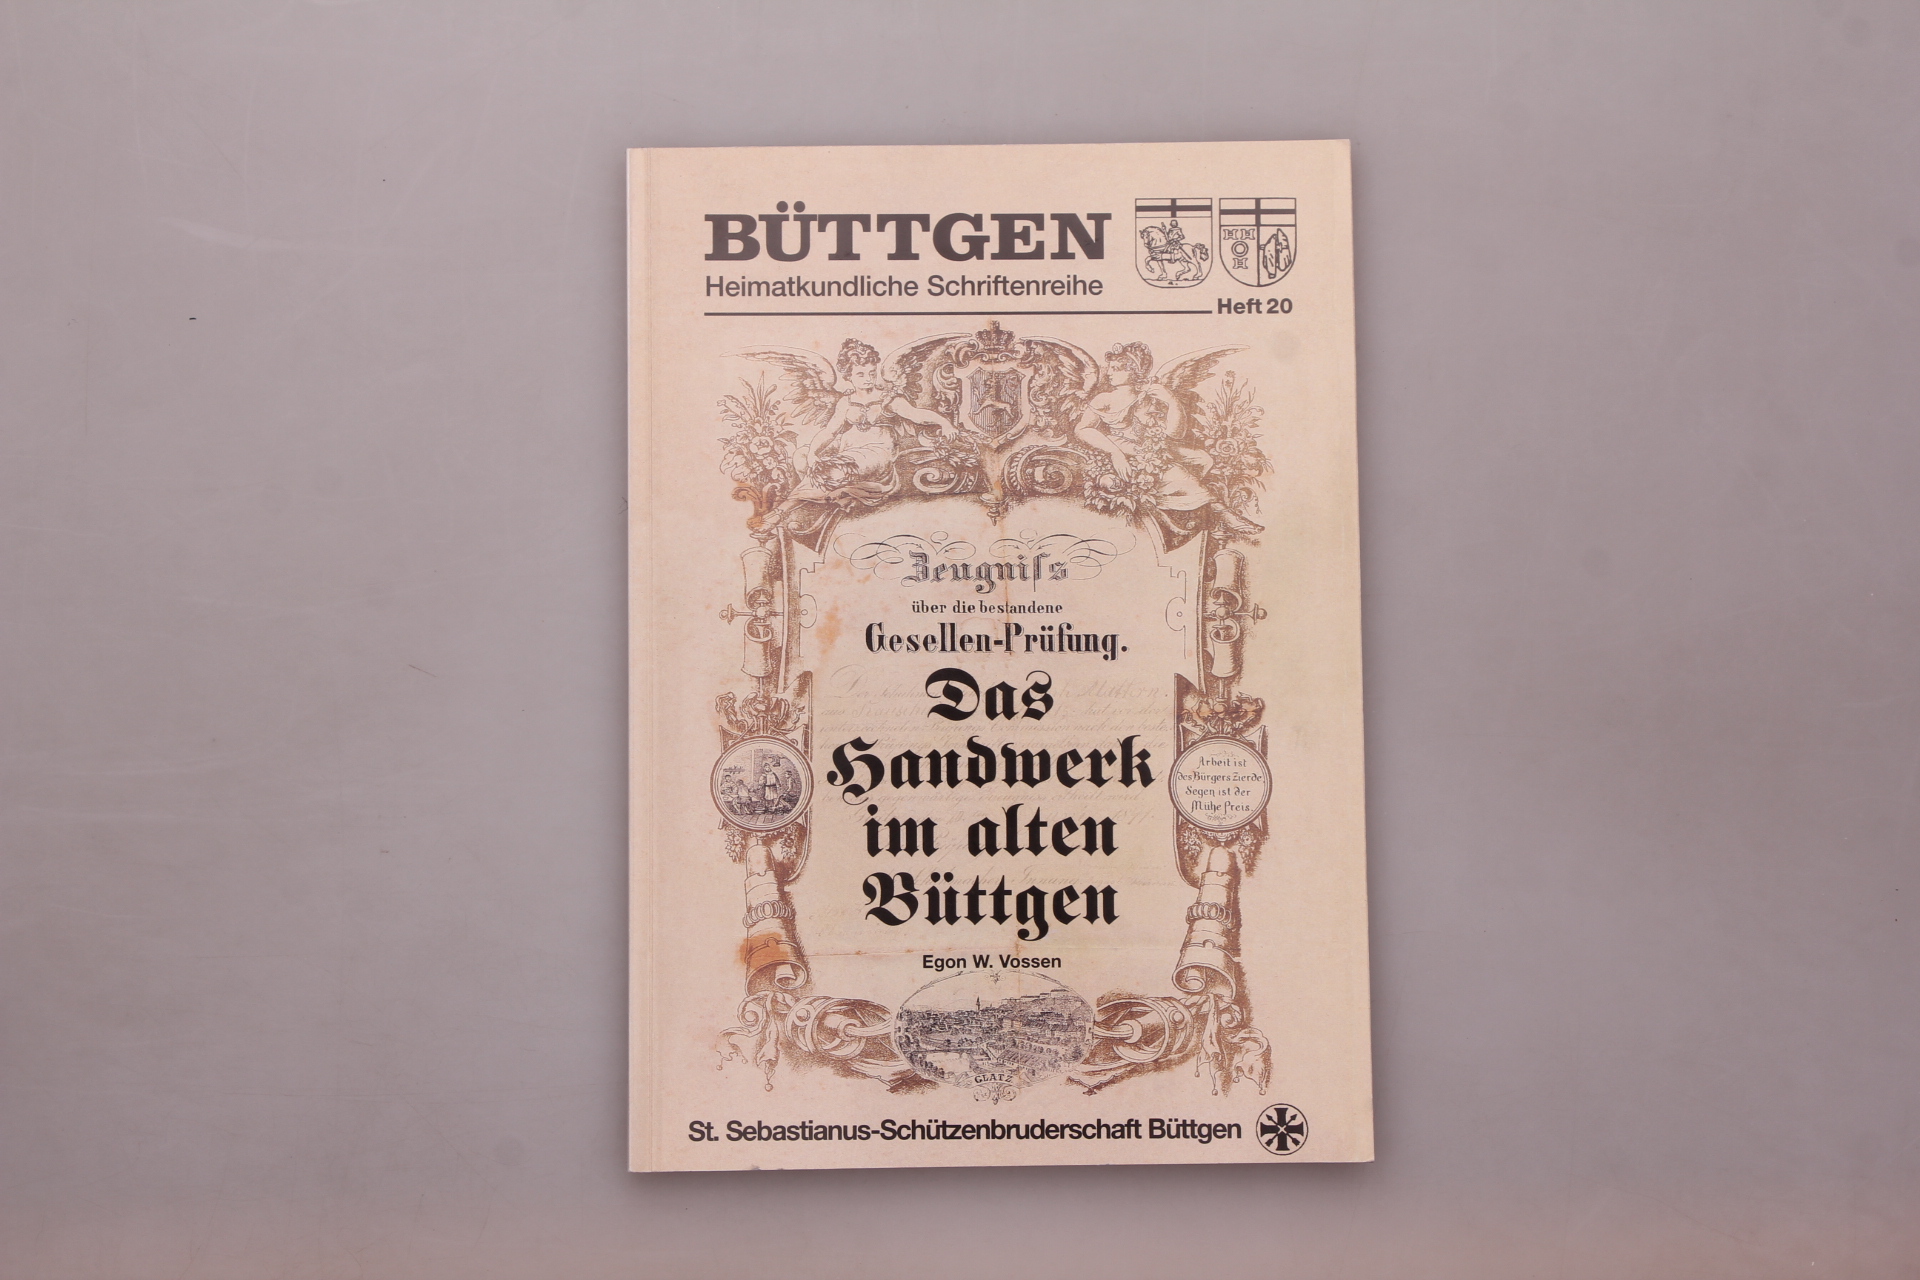 BÜTTGEN
Heimatkundliche Schriftenreihe
Heft 20
Zeugniſs
über die bestandene
Gesellen-Prüfung.
Das
Handwerk
im alten
Büttgen
Arbeit ist
des Bürgers Zierde,
Segen ist der
Mühe Preis.
Egon W. Vossen
GLATZ
St. Sebastianus-Schützenbruderschaft Büttgen